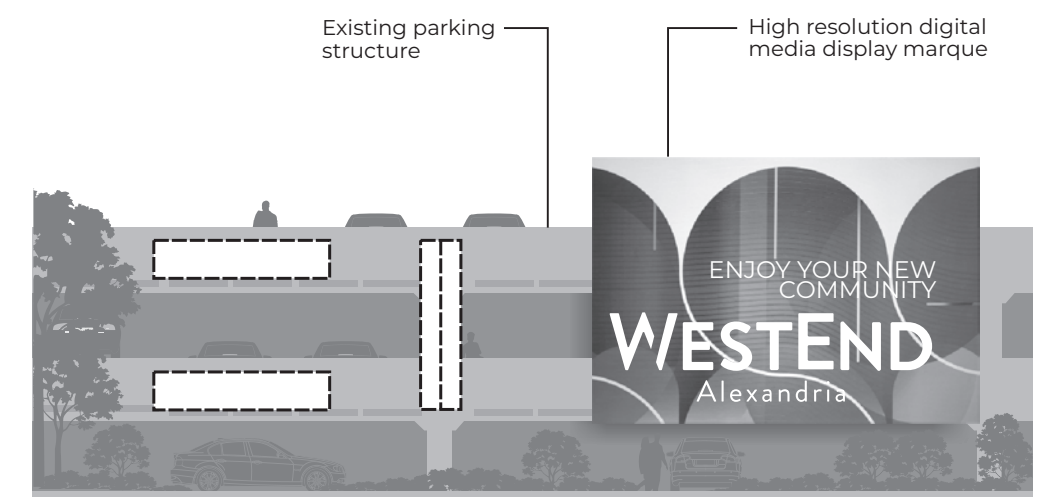 Existing parking
structure
High resolution digital
media display marque
ENJOY YOUR NEW
COMMUNITY
WESTEND
Alexandria